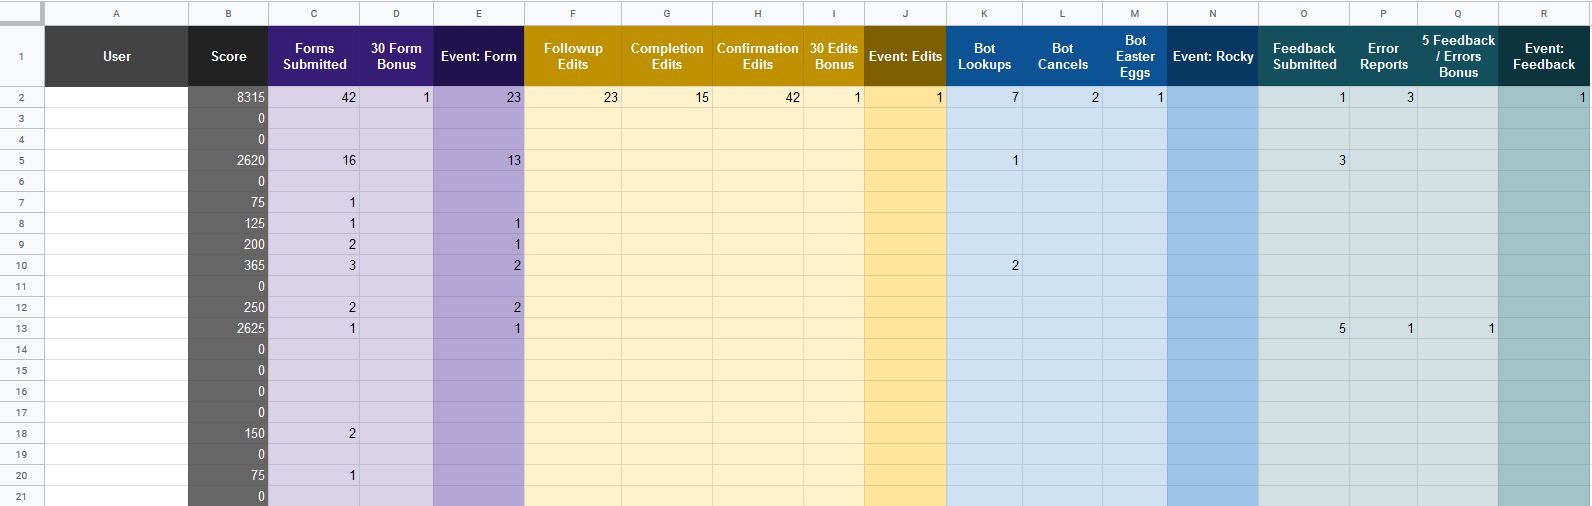 A B C D E F G H I J K L M N O P Q R
1 User Score Forms Submitted 30 Form Bonus Event: Form Followup Edits Completion Edits Confirmation Edits 30 Edits Bonus Event: Edits Bot Lookups Bot Cancels Bot Easter Eggs Event: Rocky Feedback Submitted Error Reports 5 Feedback / Errors Bonus Event: Feedback
2 8315 42 1 23 23 15 42 1 1 7 2 1 1 3 1
3 0
4 0
5 2620 16 13 1 3
6 0
7 75 1
8 125 1 1
9 200 2 1
10 365 3 2 2
11 0
12 250 2 2
13 2625 1 1 5 1 1
14 0
15 0
16 0
17 0
18 150 2
19 0
20 75 1
21 0